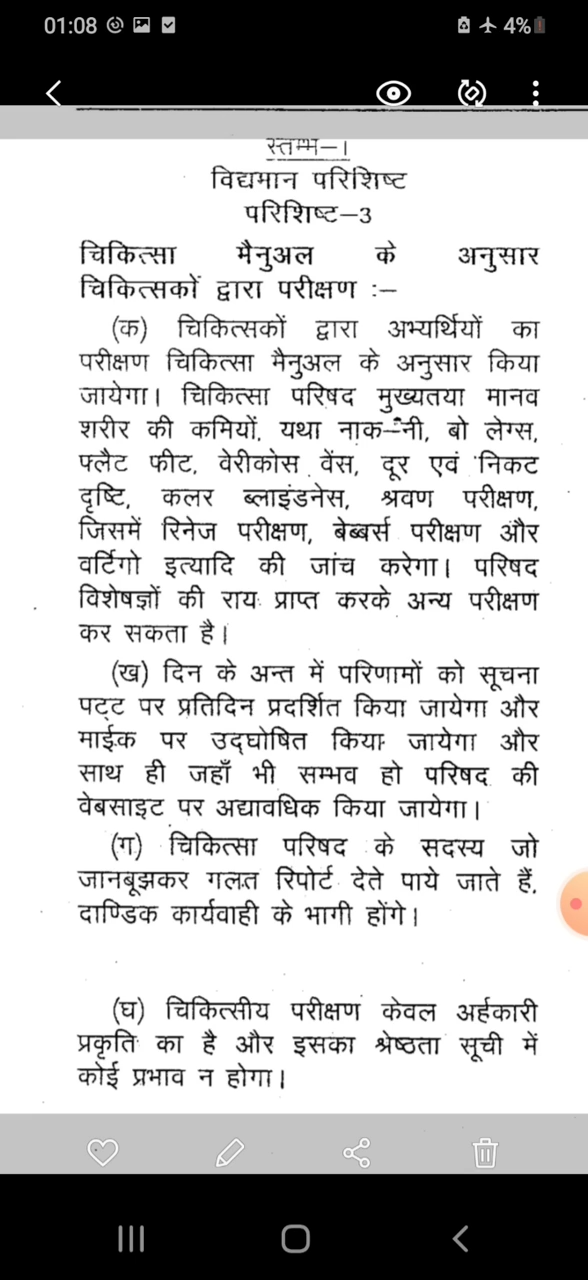 01:08
4%
स्तम्भ-1
विद्यमान परिशिष्ट
परिशिष्ट-3
चिकित्सा मैनुअल के अनुसार
चिकित्सकों द्वारा परीक्षण :-
(क) चिकित्सकों द्वारा अभ्यर्थियों का
परीक्षण चिकित्सा मैनुअल के अनुसार किया
जायेगा। चिकित्सा परिषद मुख्यतया मानव
शरीर की कमियों, यथा नाक-नी, बो लेग्स,
फ्लैट फीट, वेरीकोस वेंस, दूर एवं निकट
दृष्टि, कलर ब्लाइंडनेस, श्रवण परीक्षण,
जिसमें रिनेज परीक्षण, बेब्बर्स परीक्षण और
वर्टिगो इत्यादि की जांच करेगा। परिषद
विशेषज्ञों की राय प्राप्त करके अन्य परीक्षण
कर सकता है।
(ख) दिन के अन्त में परिणामों को सूचना
पट्ट पर प्रतिदिन प्रदर्शित किया जायेगा और
माईक पर उद्घोषित किया जायेगा और
साथ ही जहाँ भी सम्भव हो परिषद की
वेबसाइट पर अद्यावधिक किया जायेगा।
(ग) चिकित्सा परिषद के सदस्य जो
जानबूझकर गलत रिपोर्ट देते पाये जाते हैं,
दाण्डिक कार्यवाही के भागी होंगे।
(घ) चिकित्सीय परीक्षण केवल अर्हकारी
प्रकृति का है और इसका श्रेष्ठता सूची में
कोई प्रभाव न होगा।